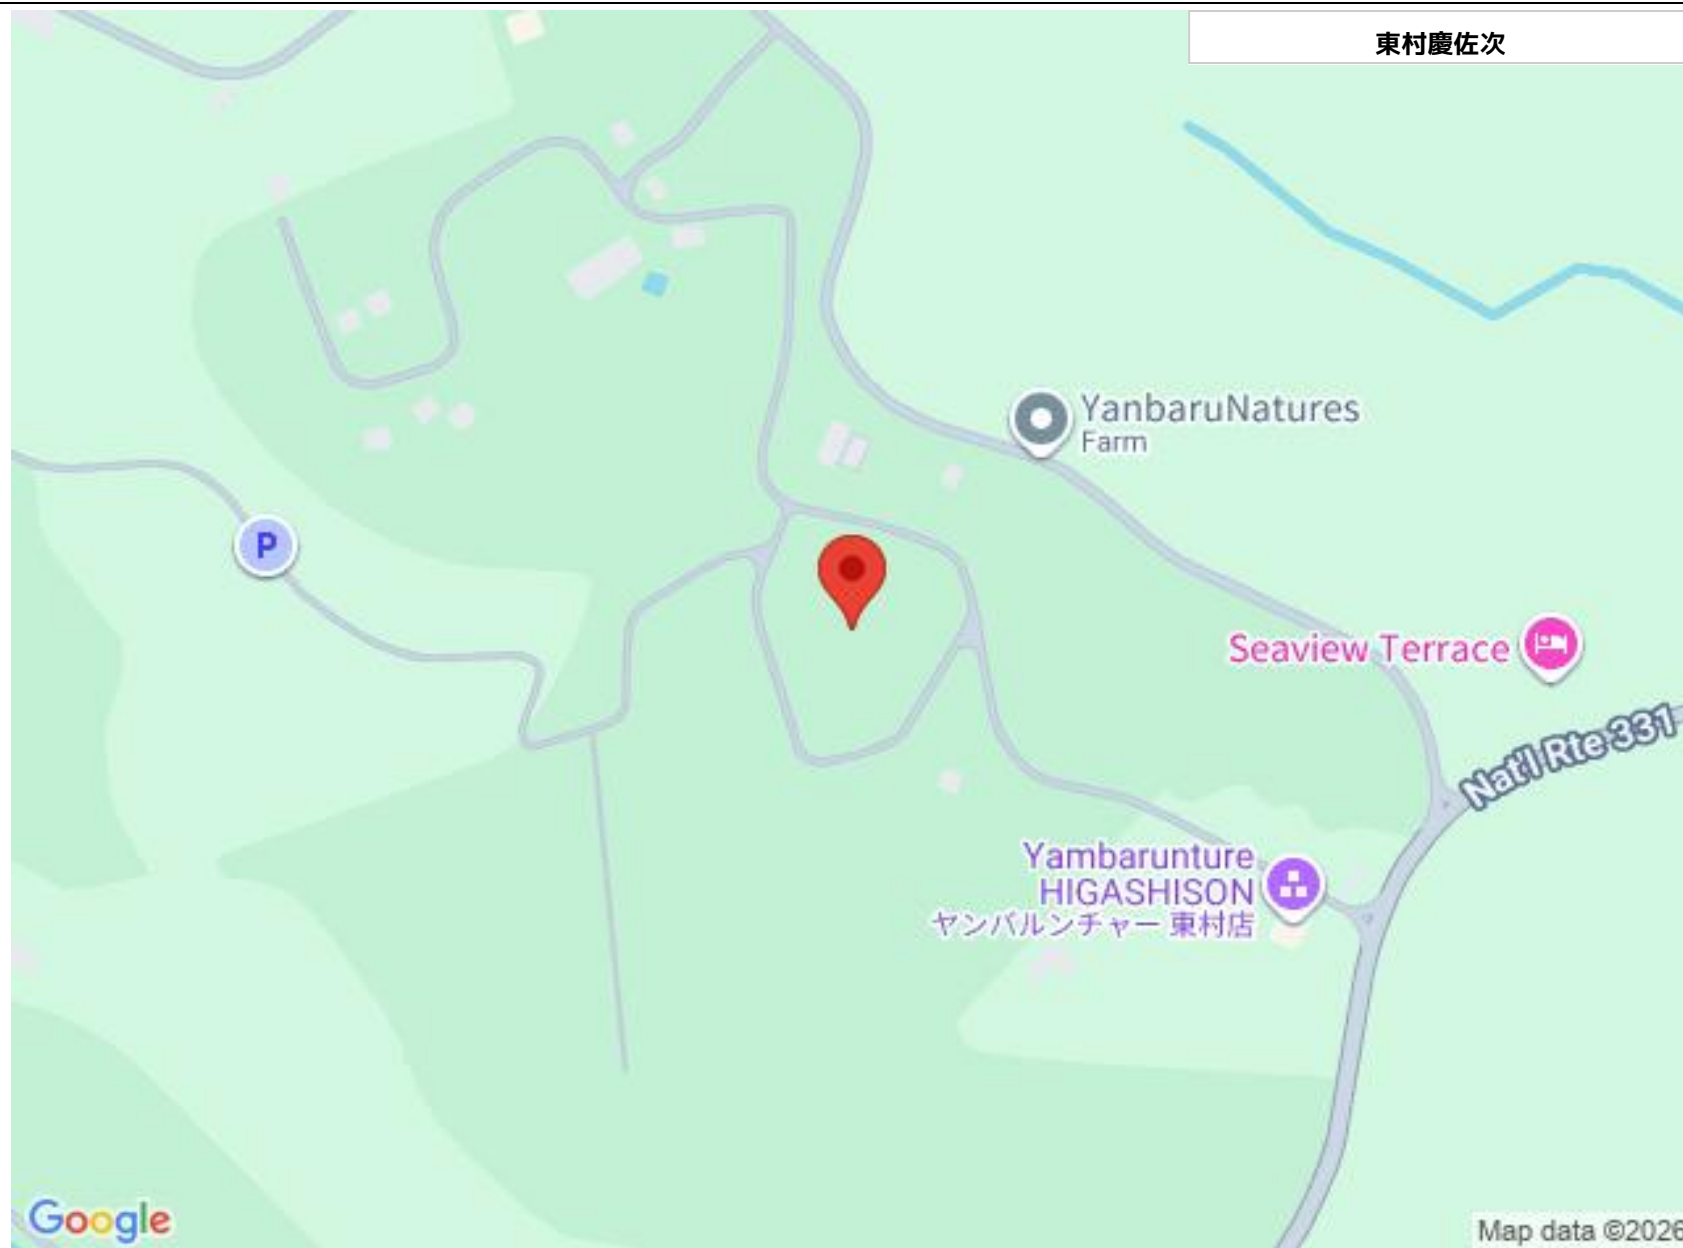 東村慶佐次
YanbaruNatures
Farm
P
Seaview Terrace
Nat'l Rte 331
Yambarunture
HIGASHISON
ヤンバルンチャー 東村店
Google
Map data ©2026